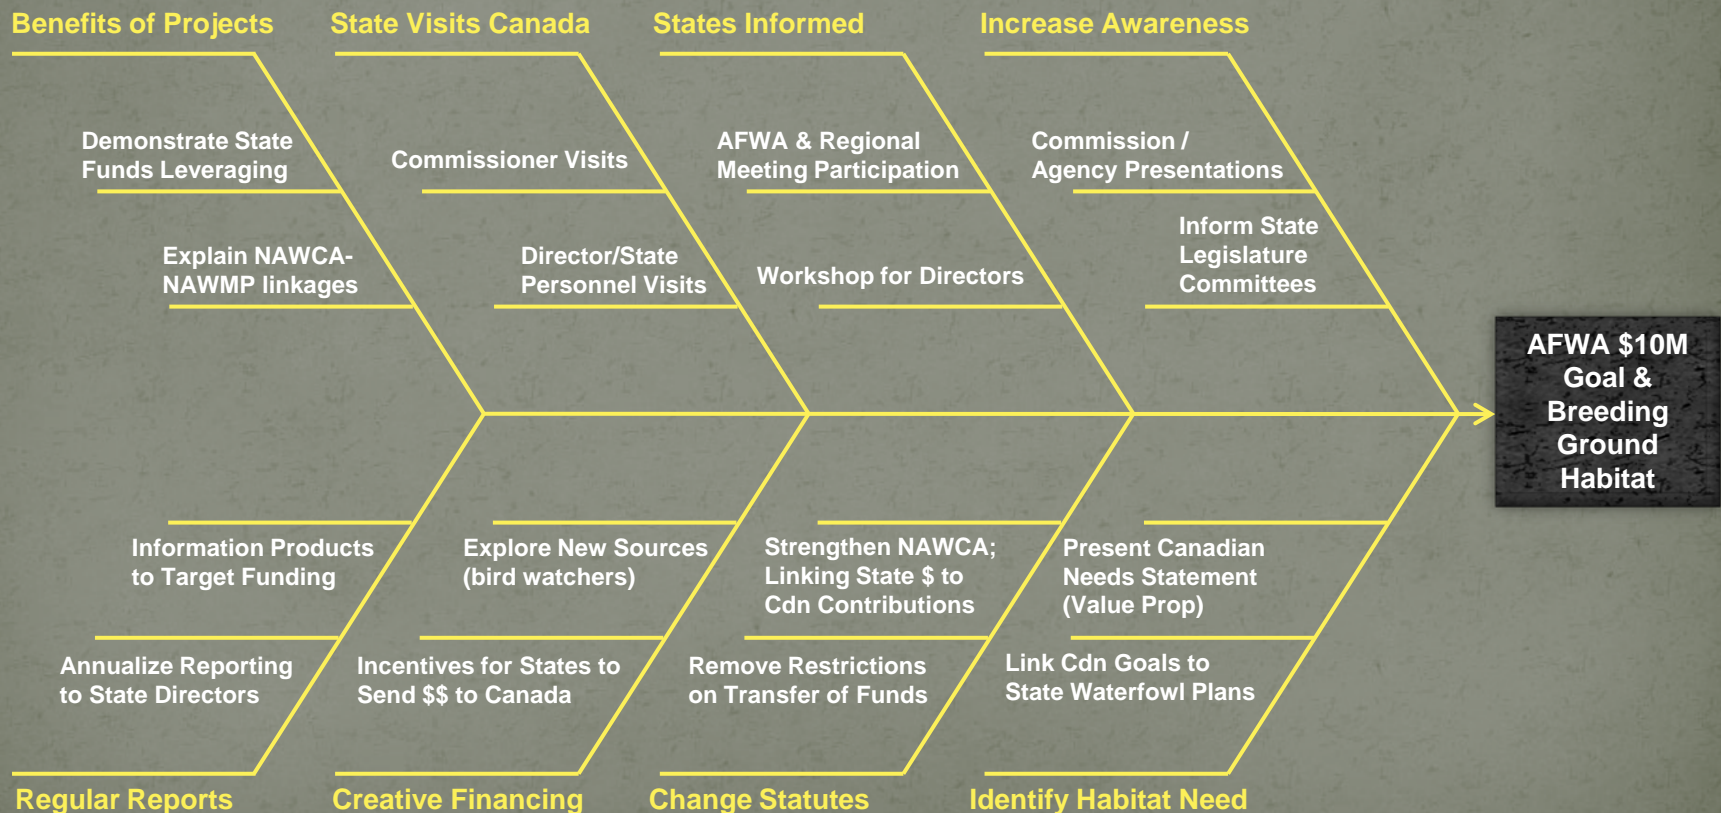 Benefits of Projects
State Visits Canada
States Informed
Increase Awareness
Demonstrate State
Funds Leveraging
Commissioner Visits
AFWA & Regional
Meeting Participation
Commission /
Agency Presentations
Explain NAWCA-
NAWMP linkages
Director/State
Personnel Visits
Workshop for Directors
Inform State
Legislature
Committees
AFWA $10M
Goal &
Breeding
Ground
Habitat
Information Products
to Target Funding
Explore New Sources
(bird watchers)
Strengthen NAWCA;
Linking State $ to
Cdn Contributions
Present Canadian
Needs Statement
(Value Prop)
Annualize Reporting
to State Directors
Incentives for States to
Send $$ to Canada
Remove Restrictions
on Transfer of Funds
Link Cdn Goals to
State Waterfowl Plans
Regular Reports
Creative Financing
Change Statutes
Identify Habitat Need